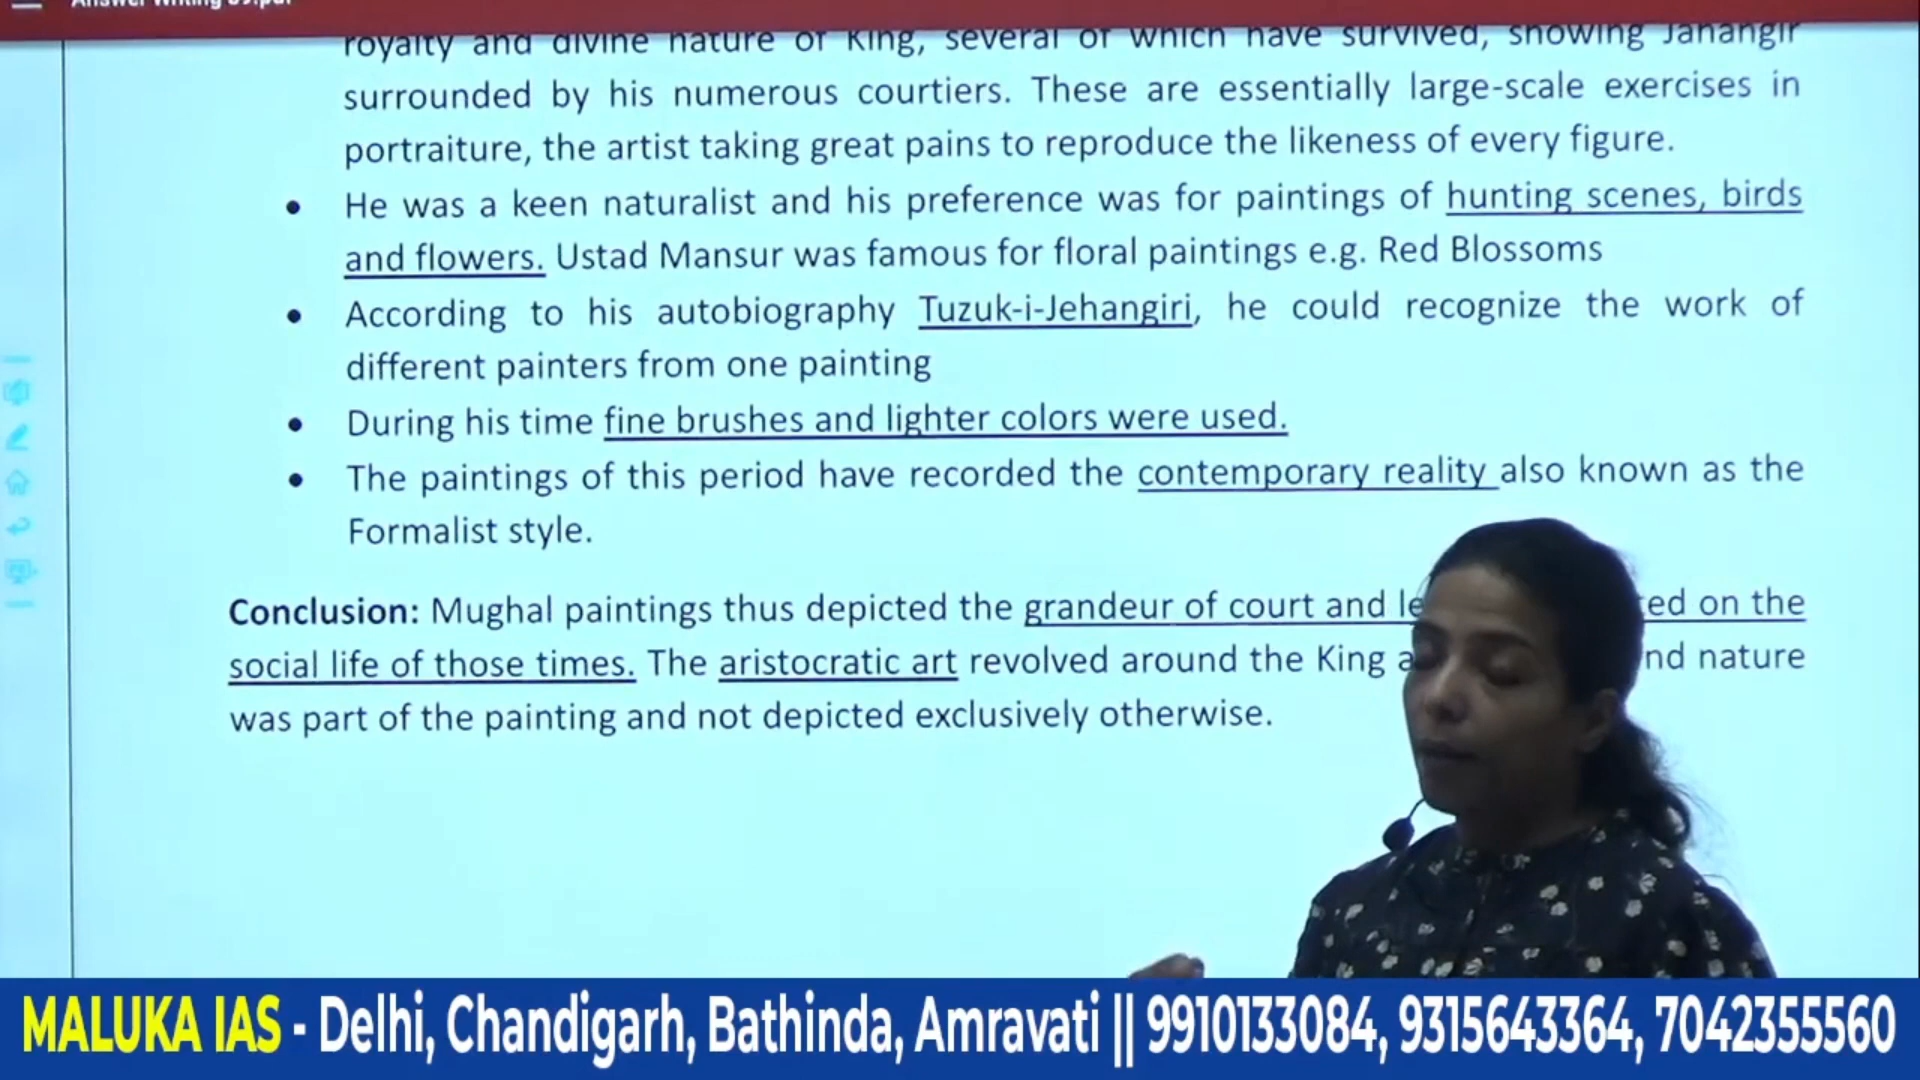 Answer Writing 09.pdf
royalty and divine nature of King, several of which have survived, showing Jahangir
surrounded by his numerous courtiers. These are essentially large-scale exercises in
portraiture, the artist taking great pains to reproduce the likeness of every figure.
• He was a keen naturalist and his preference was for paintings of hunting scenes, birds
and flowers. Ustad Mansur was famous for floral paintings e.g. Red Blossoms
• According to his autobiography Tuzuk-i-Jehangiri, he could recognize the work of
different painters from one painting
• During his time fine brushes and lighter colors were used.
• The paintings of this period have recorded the contemporary reality also known as the
Formalist style.
Conclusion: Mughal paintings thus depicted the grandeur of court and on the
social life of those times. The aristocratic art revolved around the King nature
was part of the painting and not depicted exclusively otherwise.
MALUKA IAS - Delhi, Chandigarh, Bathinda, Amravati || 9910133084, 9315643364, 7042355560